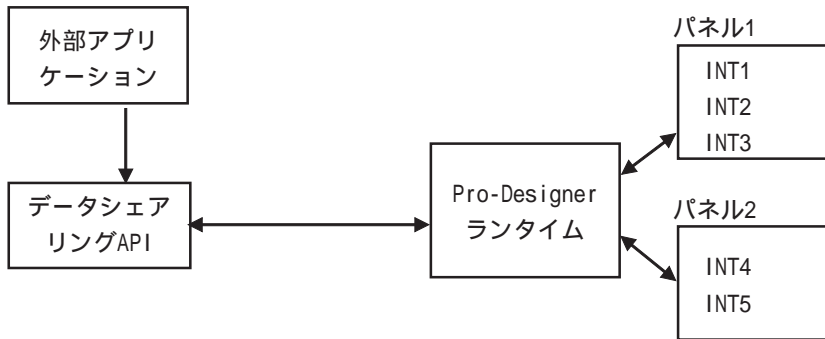 外部アプリ
ケーション
データシェア
リングAPI
Pro-Designer
ランタイム
パネル1
INT1
INT2
INT3
パネル2
INT4
INT5